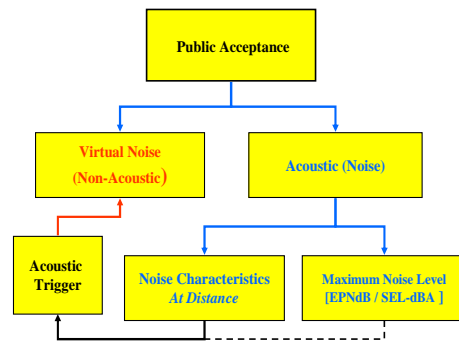 Public Acceptance
Virtual Noise
(Non-Acoustic)
Acoustic (Noise)
Acoustic
Trigger
Noise Characteristics
At Distance
Maximum Noise Level
[EPNdB / SEL-dBA ]